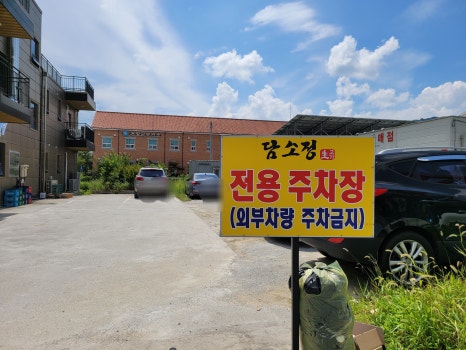 담소정
전용 주차장
(외부차량 주차금지)